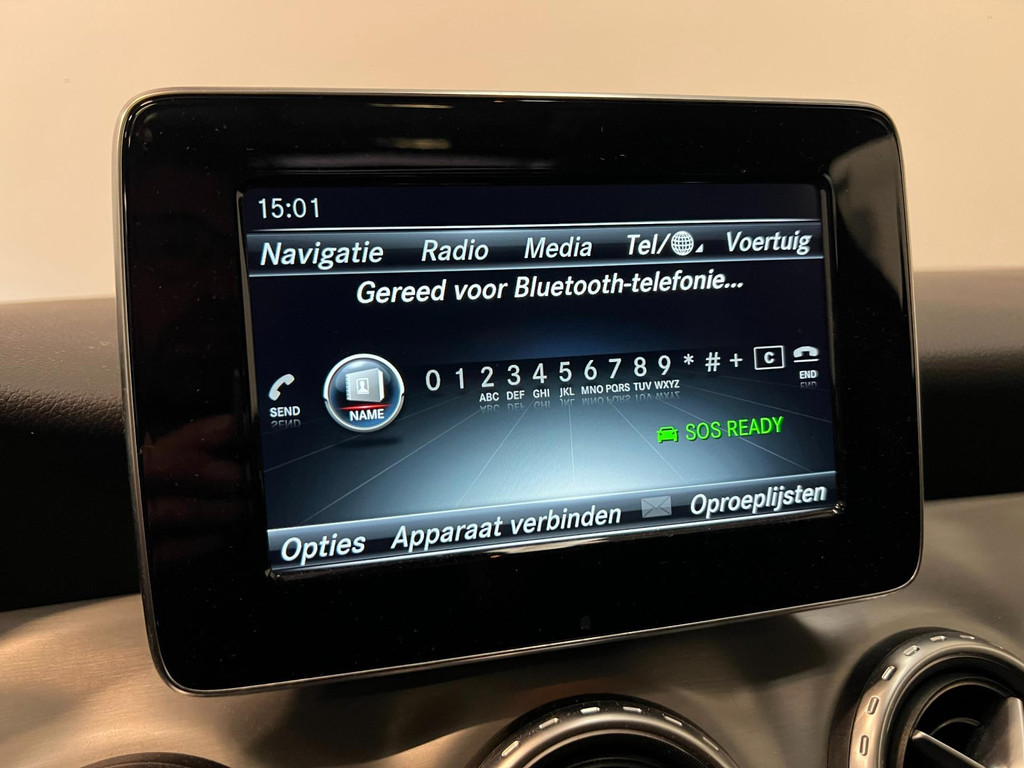 15:01
Navigatie Radio Media Tel/ Voertuig
Gereed voor Bluetooth-telefonie...
SEND NAME 0 1 2 3 4 5 6 7 8 9 * # + C END
ABC DEF GHI JKL MNO PQRS TUV WXYZ
SOS READY
Opties Apparaat verbinden Oproeplijsten